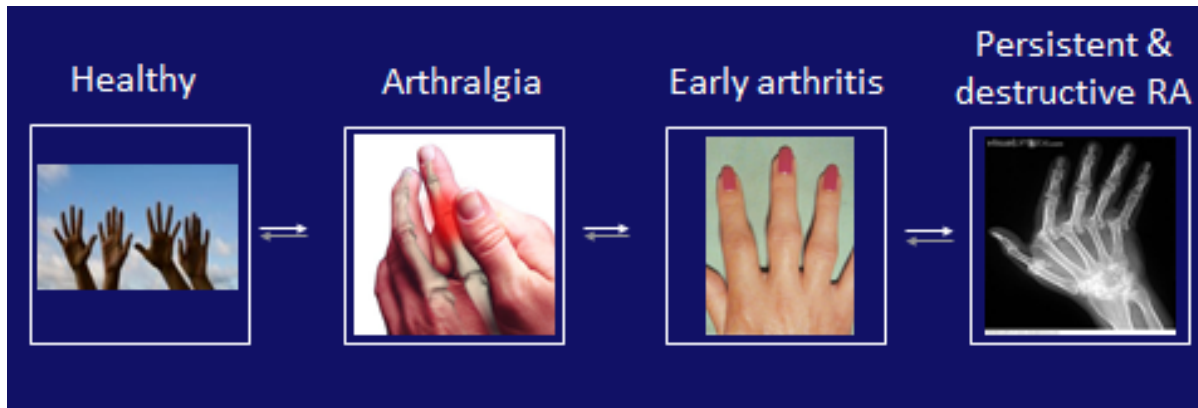 Healthy
Arthralgia
Early arthritis
Persistent &
destructive RA